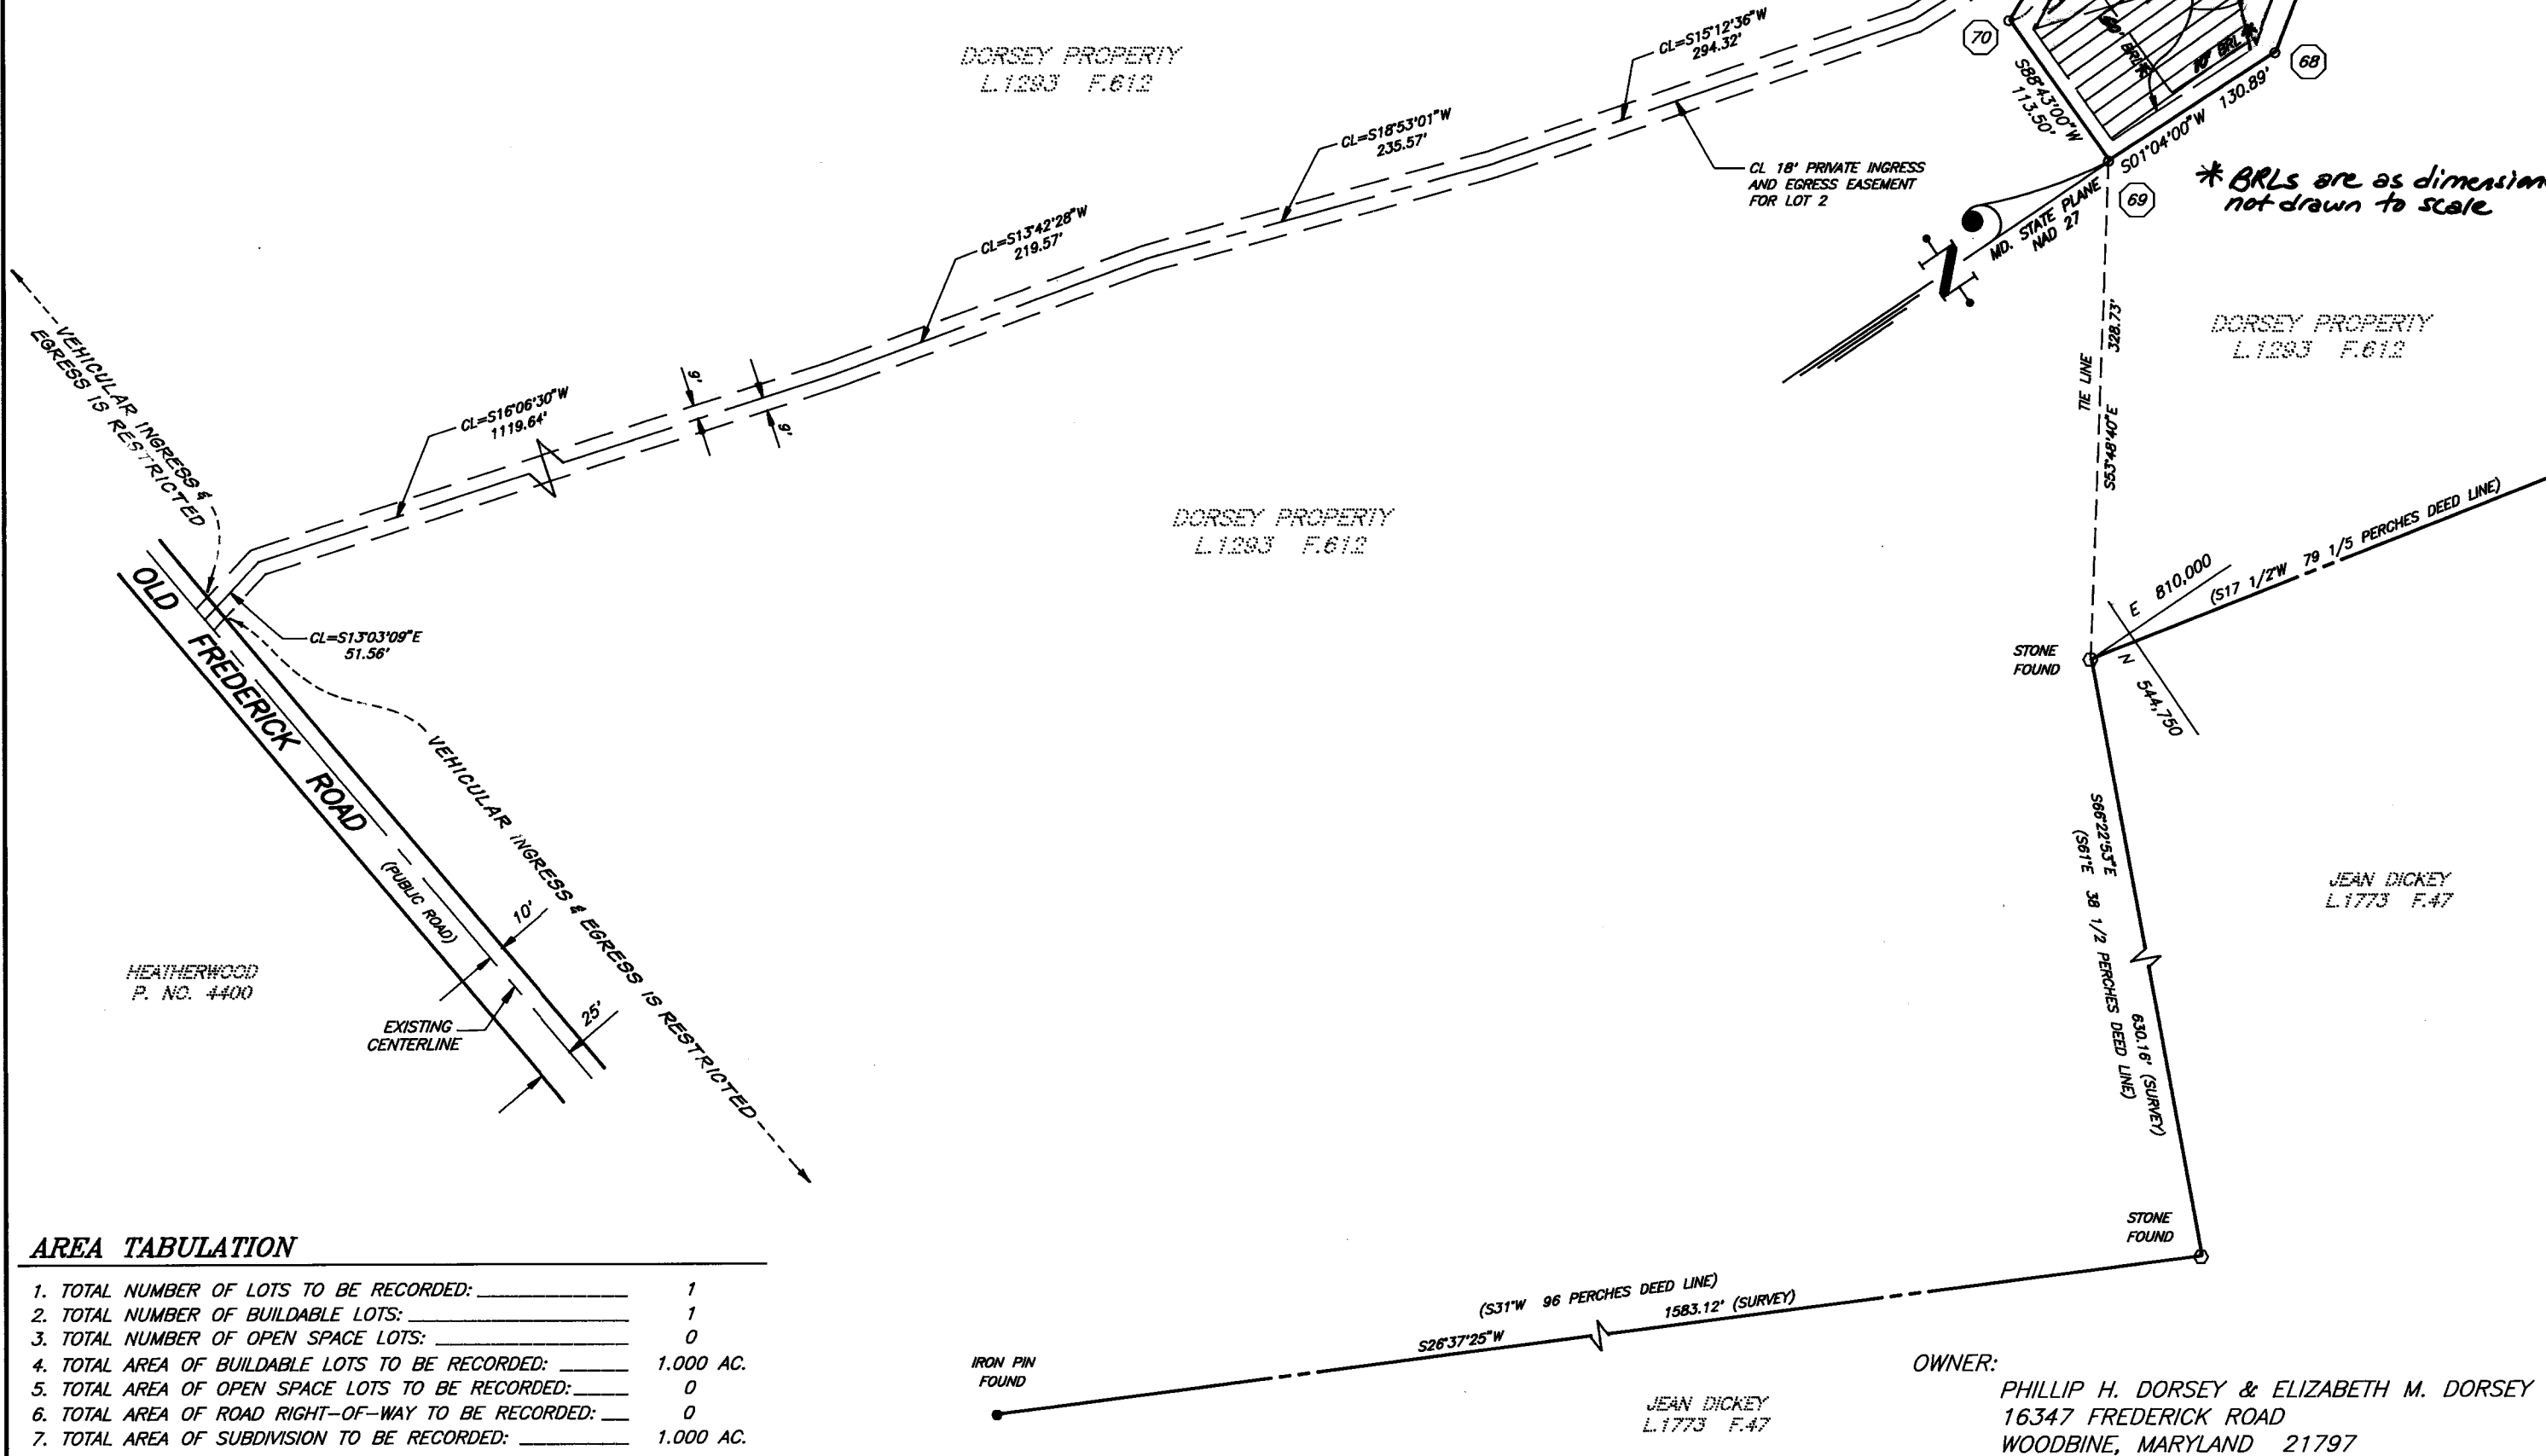 DORSEY PROPERTY
L.1293 F.612
CL=S15°12'36"W
294.32'
70
68
60' BRL*
10' BRL*
S88°43'00"W
113.50'
S01°04'00"W 130.89'
69
CL=S18°53'01"W
235.57'
CL 18' PRIVATE INGRESS
AND EGRESS EASEMENT
FOR LOT 2
* BRLs are as dimension
not drawn to scale
MD. STATE PLANE
NAD 27
CL=S13°42'28"W
219.57'
VEHICULAR INGRESS &
EGRESS IS RESTRICTED
CL=S16°06'30"W
1119.64'
9'
9'
DORSEY PROPERTY
L.1293 F.612
TIE LINE
S53°48'40"E 328.73'
DORSEY PROPERTY
L.1293 F.612
(S17 1/2°W 79 1/5 PERCHES DEED LINE)
E 810,000
N 544,750
STONE
FOUND
CL=S13°03'09"E
51.56'
OLD FREDERICK ROAD
(PUBLIC ROAD)
VEHICULAR INGRESS & EGRESS IS RESTRICTED
10'
25'
EXISTING
CENTERLINE
HEATHERWOOD
P. NO. 4400
S66°22'53"E 630.16' (SURVEY)
(S61°E 38 1/2 PERCHES DEED LINE)
JEAN DICKEY
L.1773 F.47
STONE
FOUND
(S31°W 96 PERCHES DEED LINE)
S26°37'25"W 1583.12' (SURVEY)
IRON PIN
FOUND
JEAN DICKEY
L.1773 F.47
AREA TABULATION
1. TOTAL NUMBER OF LOTS TO BE RECORDED: 1
2. TOTAL NUMBER OF BUILDABLE LOTS: 1
3. TOTAL NUMBER OF OPEN SPACE LOTS: 0
4. TOTAL AREA OF BUILDABLE LOTS TO BE RECORDED: 1.000 AC.
5. TOTAL AREA OF OPEN SPACE LOTS TO BE RECORDED: 0
6. TOTAL AREA OF ROAD RIGHT-OF-WAY TO BE RECORDED: 0
7. TOTAL AREA OF SUBDIVISION TO BE RECORDED: 1.000 AC.
OWNER:
PHILLIP H. DORSEY & ELIZABETH M. DORSEY
16347 FREDERICK ROAD
WOODBINE, MARYLAND 21797